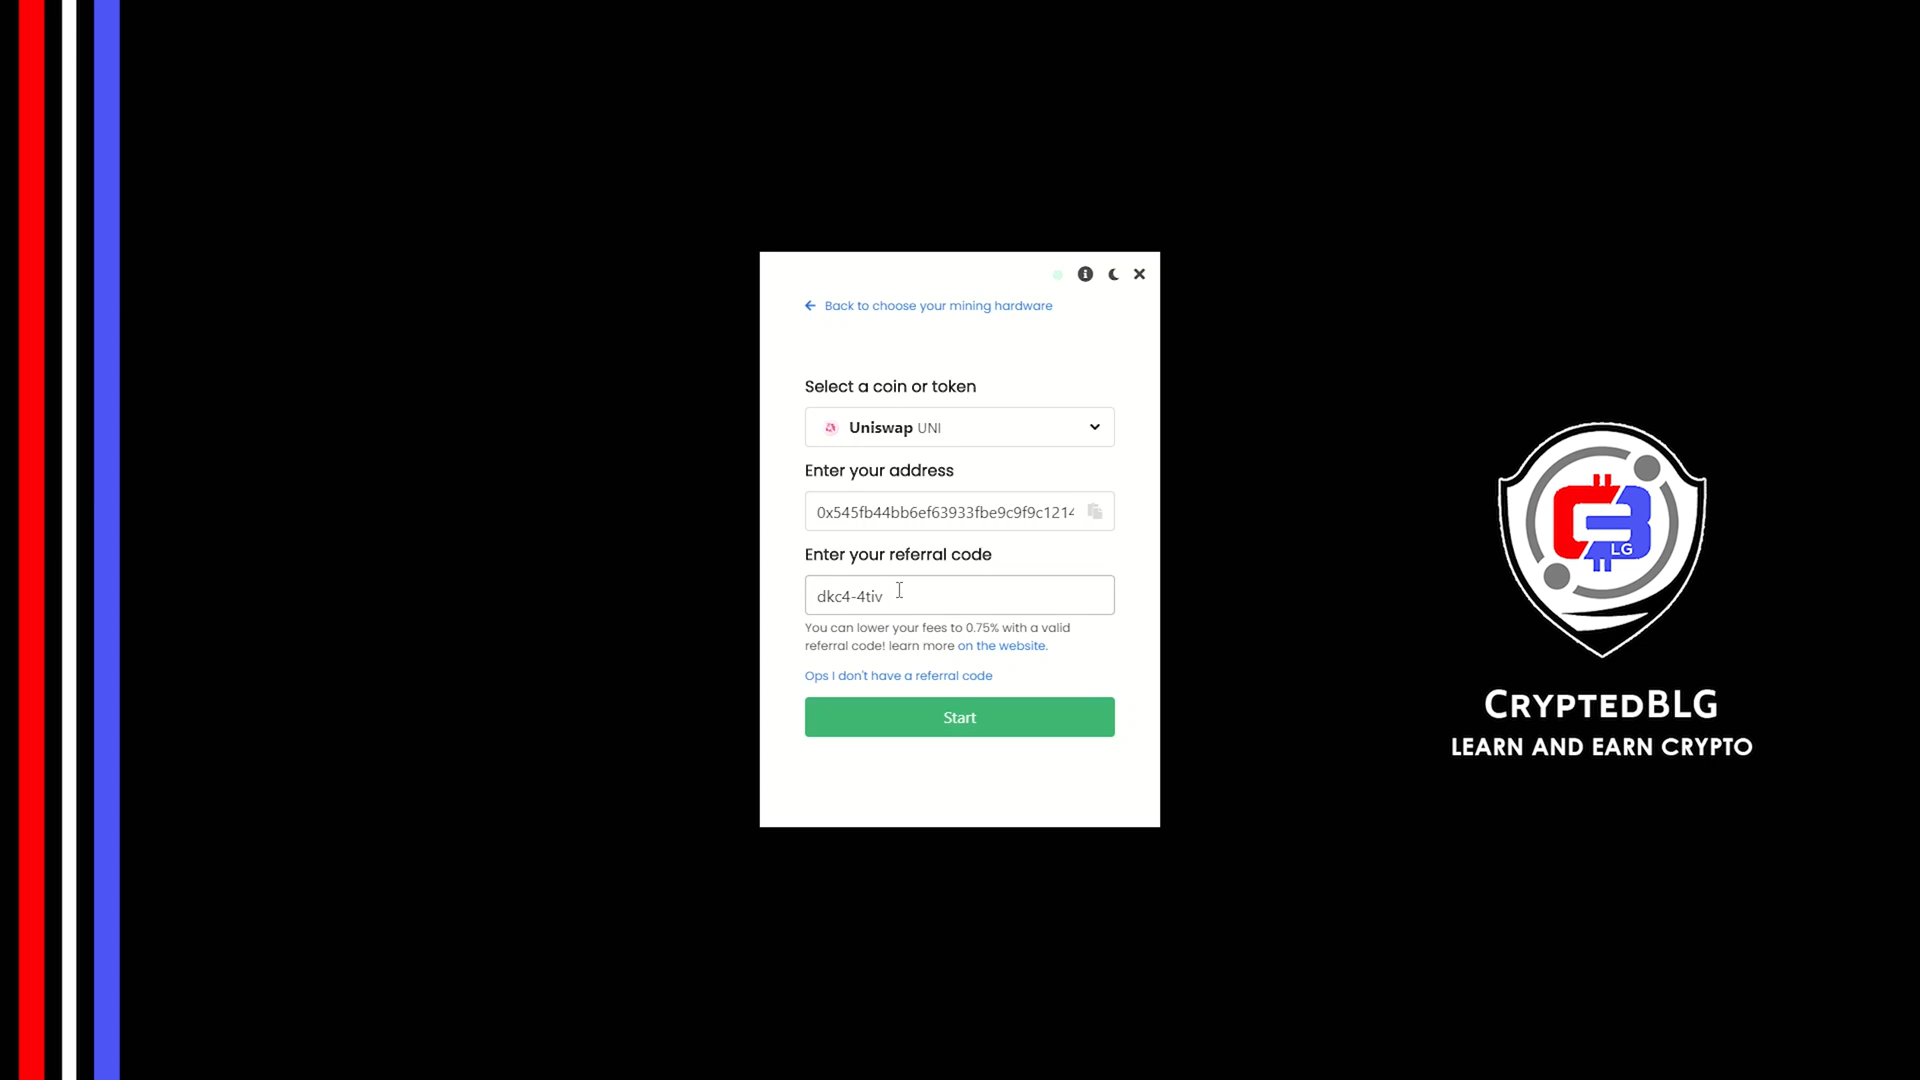 Back to choose your mining hardware
Select a coin or token
Uniswap UNI
Enter your address
0x545fb44bb6ef63933fbe9c9f9c1214
Enter your referral code
dkc4-4tiv
You can lower your fees to 0.75% with a valid
referral code! learn more on the website.
Ops I don't have a referral code
Start
CB
LG
CRYPTEDBLG
LEARN AND EARN CRYPTO